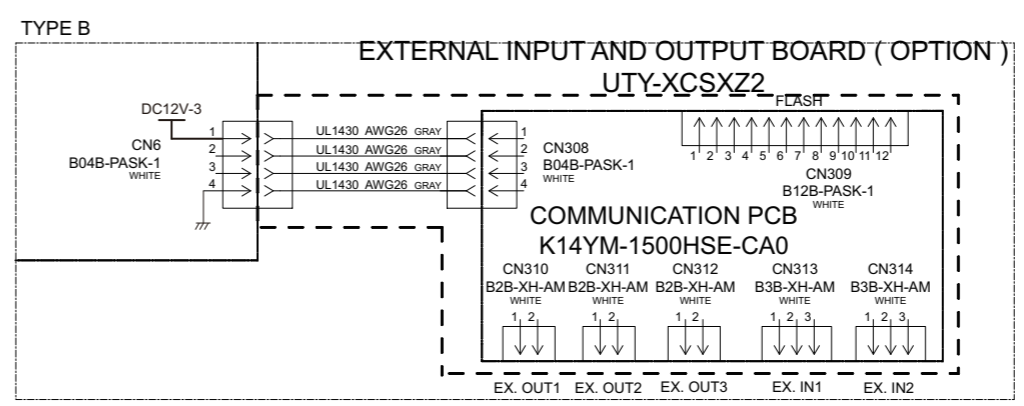 TYPE B
EXTERNAL INPUT AND OUTPUT BOARD ( OPTION )
UTY-XCSXZ2
FLASH
DC12V-3
CN6
B04B-PASK-1
WHITE
1
2
3
4
UL1430 AWG26 GRAY
UL1430 AWG26 GRAY
UL1430 AWG26 GRAY
UL1430 AWG26 GRAY
1
2
3
4
CN308
B04B-PASK-1
WHITE
1 2 3 4 5 6 7 8 9 10 11 12
CN309
B12B-PASK-1
WHITE
COMMUNICATION PCB
K14YM-1500HSE-CA0
CN310 CN311 CN312 CN313 CN314
B2B-XH-AM B2B-XH-AM B2B-XH-AM B3B-XH-AM B3B-XH-AM
WHITE WHITE WHITE WHITE WHITE
1 2 1 2 1 2 1 2 3 1 2 3
EX. OUT1 EX. OUT2 EX. OUT3 EX. IN1 EX. IN2